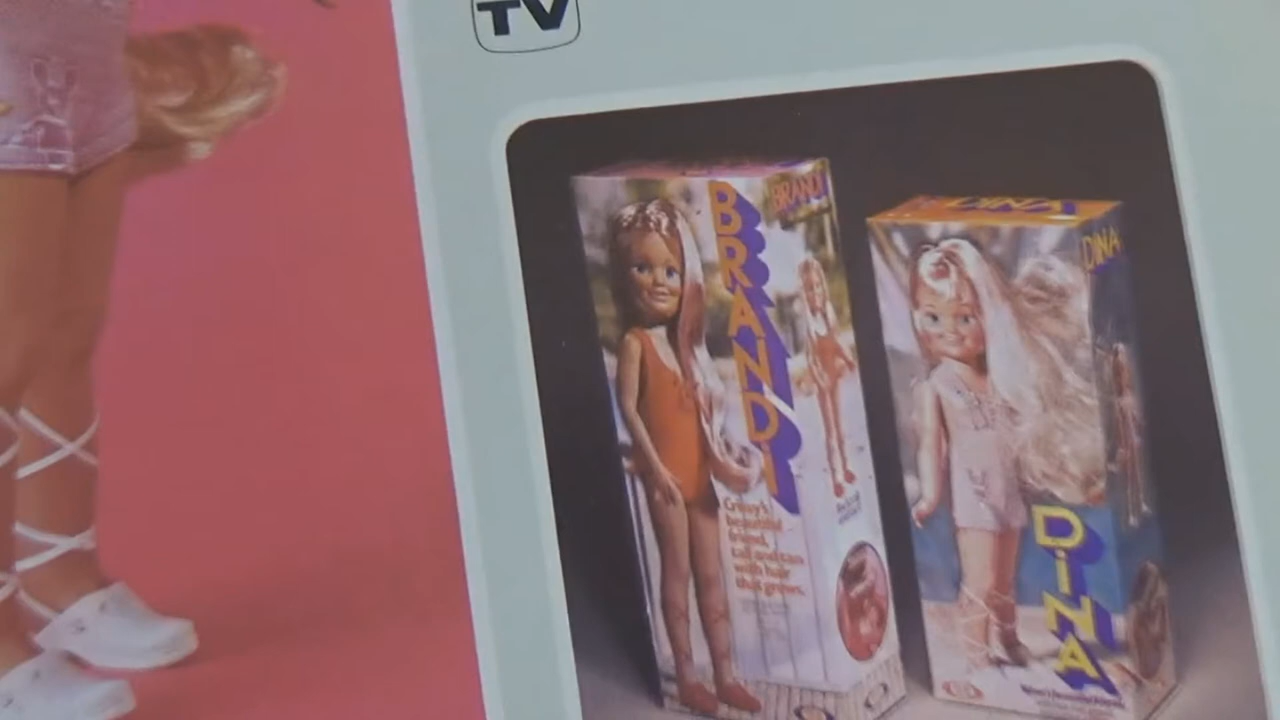 TV
BRANDI
BRANDI
Crissy's
beautiful
friend,
tall and tan
with hair
that grows.
DINA
DINA
DINA